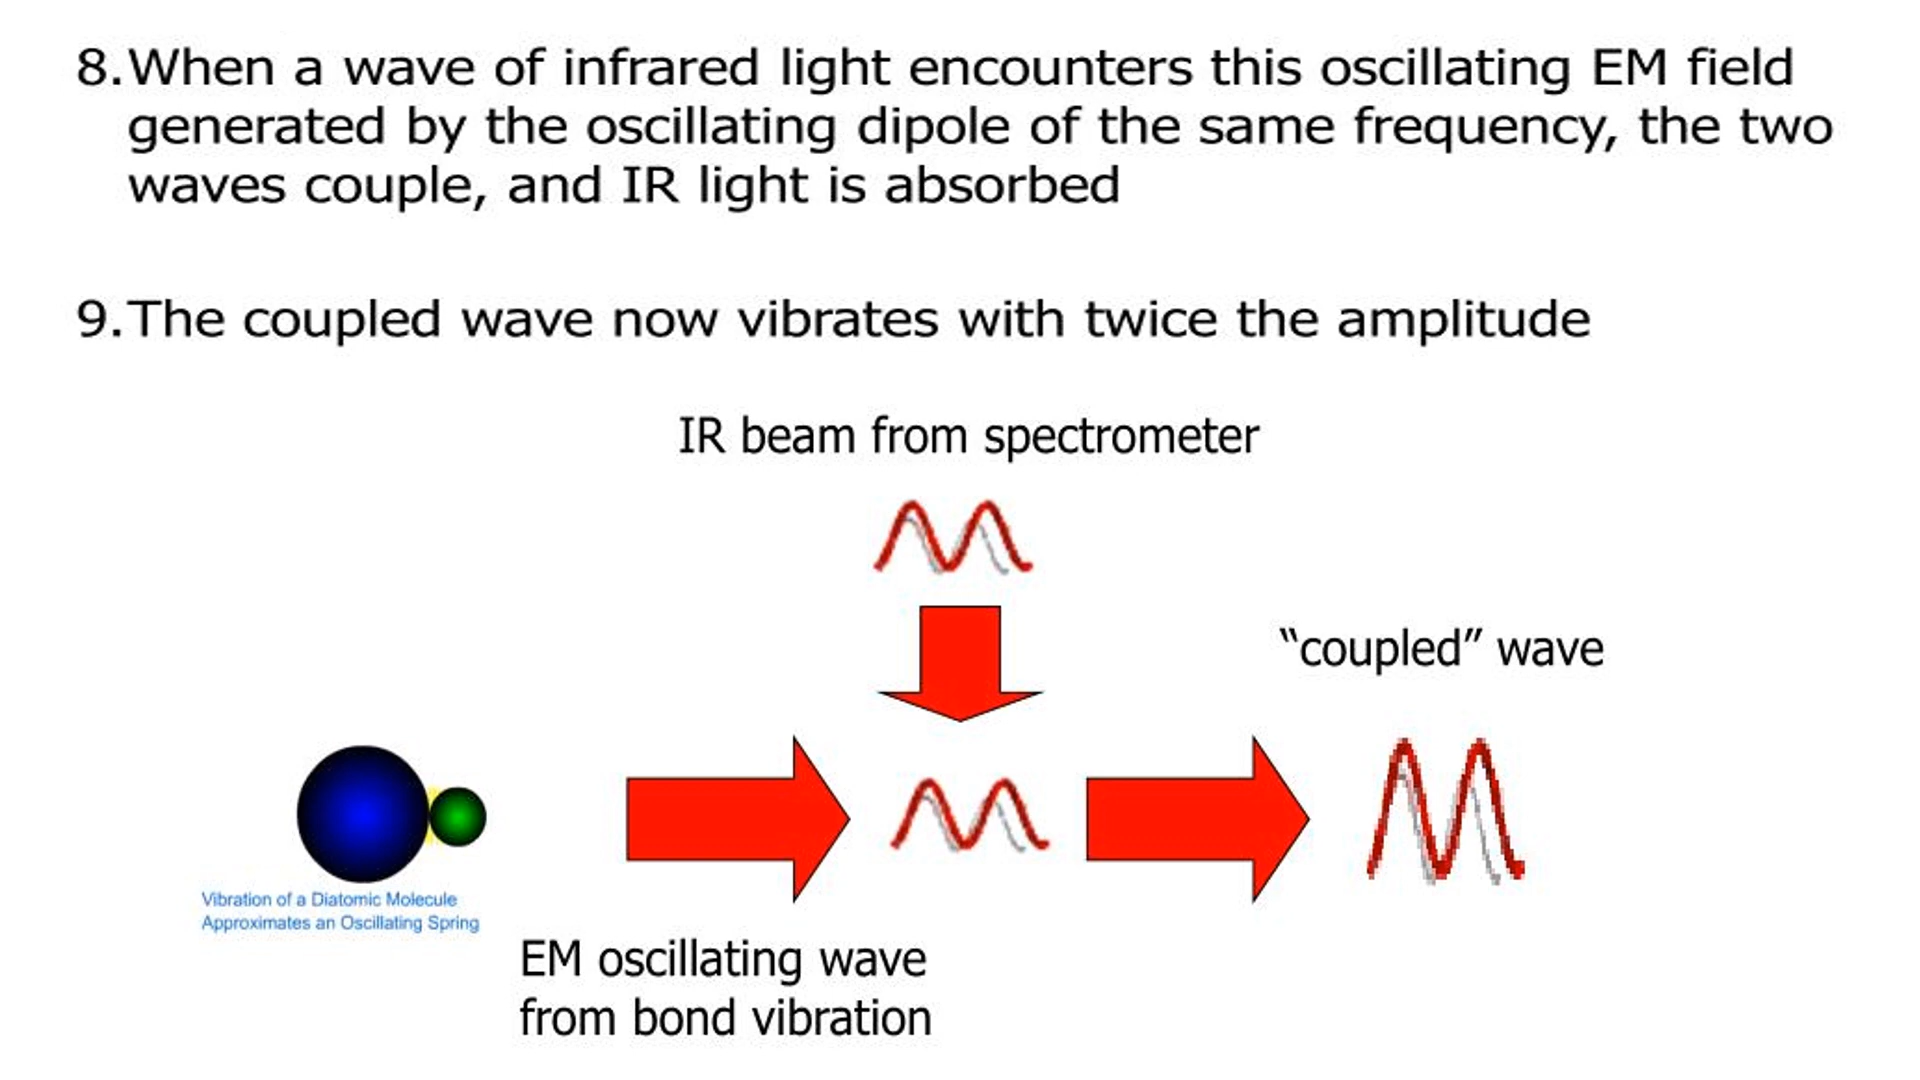 8.When a wave of infrared light encounters this oscillating EM field
generated by the oscillating dipole of the same frequency, the two
waves couple, and IR light is absorbed
9.The coupled wave now vibrates with twice the amplitude
IR beam from spectrometer
“coupled” wave
Vibration of a Diatomic Molecule
Approximates an Oscillating Spring
EM oscillating wave
from bond vibration